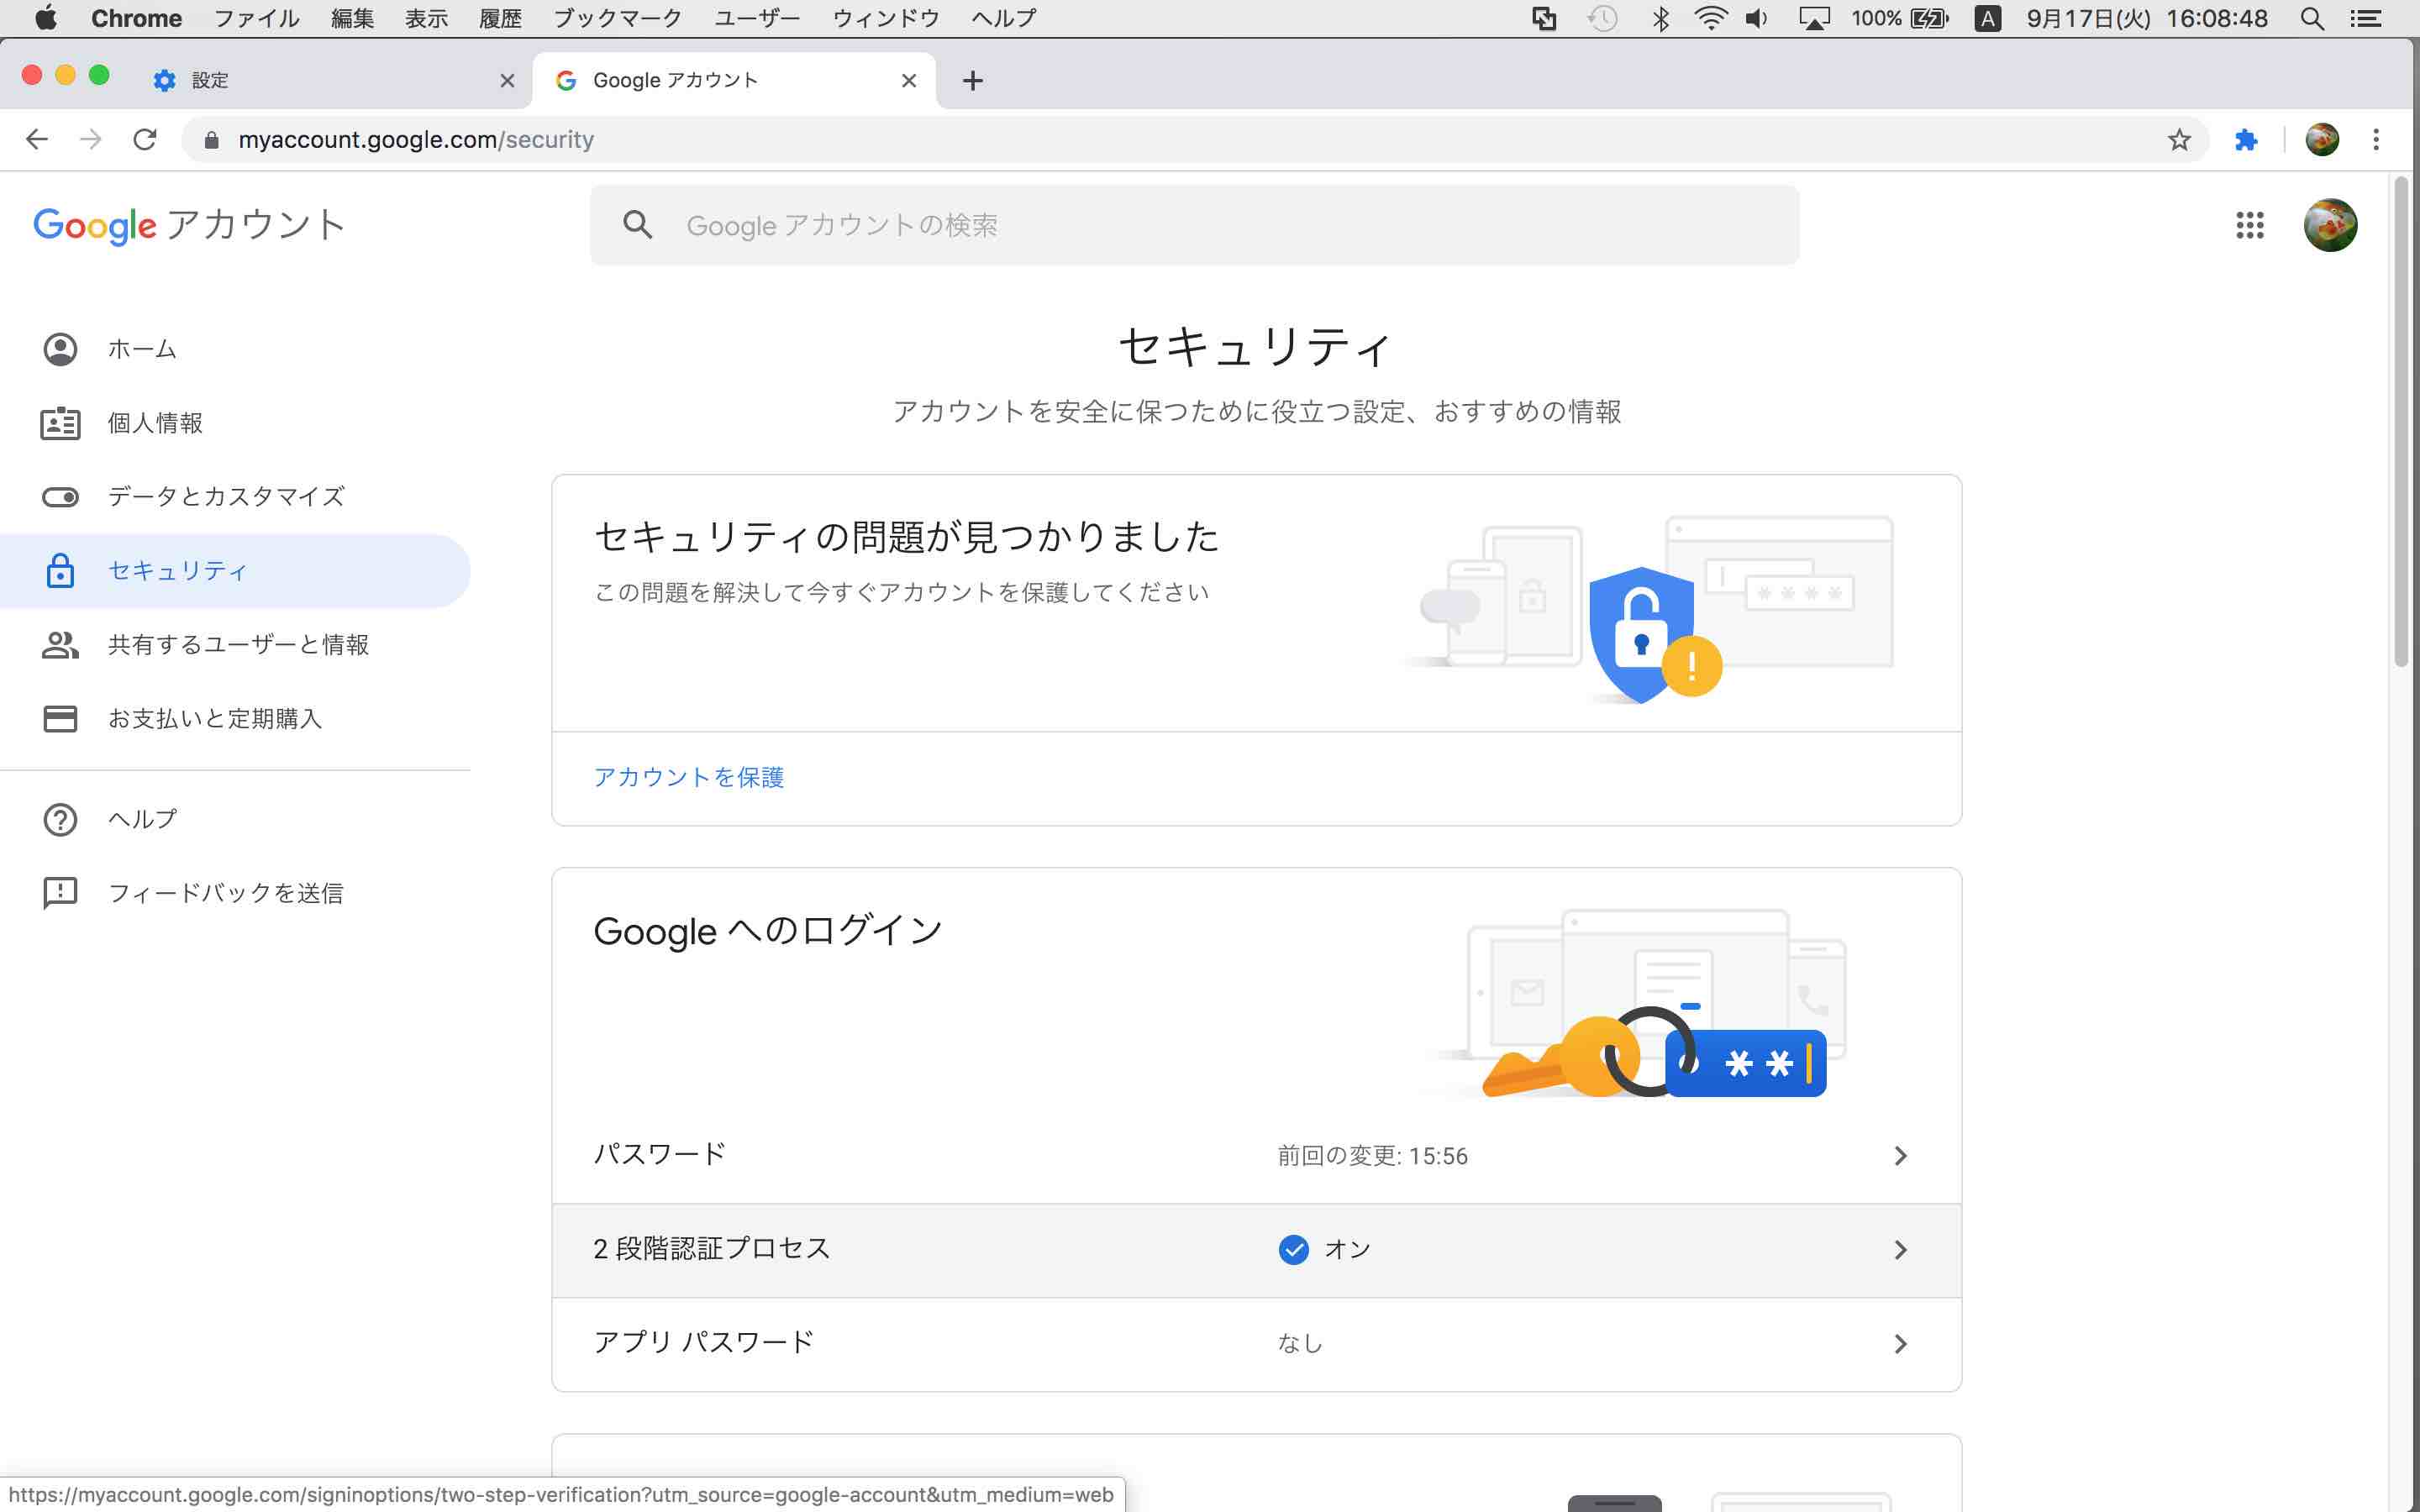 Chrome ファイル 編集 表示 履歴 ブックマーク ユーザー ウィンドウ ヘルプ 100% A 9月17日(火) 16:08:48
設定 Google アカウント
myaccount.google.com/security
Google アカウント
Google アカウントの検索
ホーム
個人情報
データとカスタマイズ
セキュリティ
共有するユーザーと情報
お支払いと定期購入
ヘルプ
フィードバックを送信
セキュリティ
アカウントを安全に保つために役立つ設定、おすすめの情報
セキュリティの問題が見つかりました
この問題を解決して今すぐアカウントを保護してください
アカウントを保護
Google へのログイン
パスワード 前回の変更: 15:56
2 段階認証プロセス オン
アプリ パスワード なし
https://myaccount.google.com/signinoptions/two-step-verification?utm_source=google-account&utm_medium=web